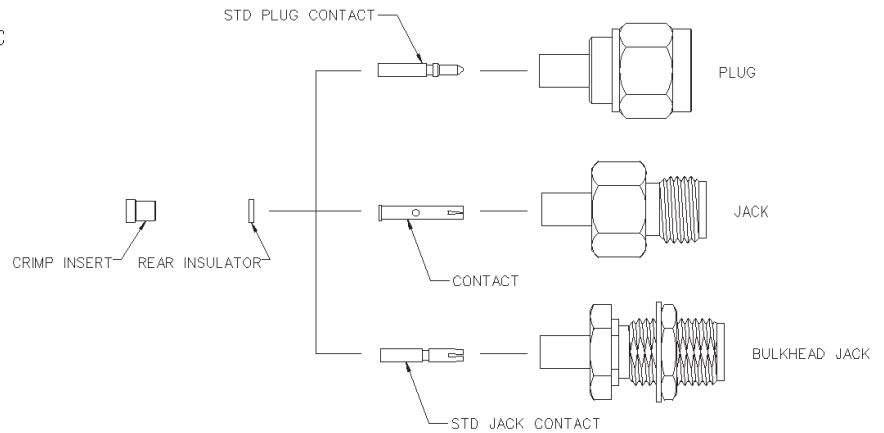 STD PLUG CONTACT
C
PLUG
JACK
CRIMP INSERT
REAR INSULATOR
CONTACT
BULKHEAD JACK
STD JACK CONTACT